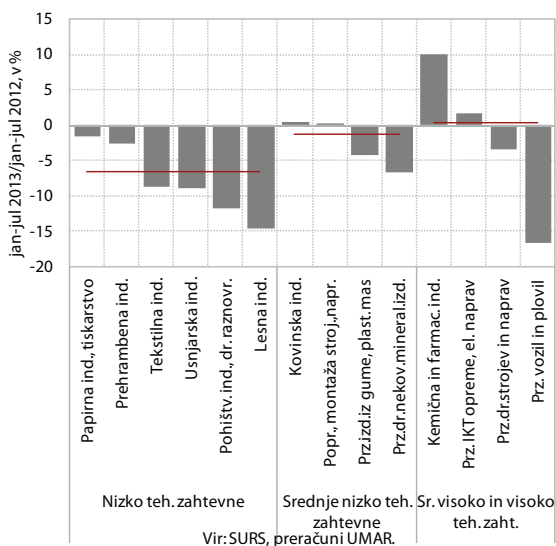 jan-jul 2013/jan-jul 2012, v %
15
10
5
0
-5
-10
-15
-20
Papirna ind., tiskarstvo
Prehrambena ind.
Tekstilna ind.
Usnjarska ind.
Pohištv. ind., dr. raznovr.
Lesna ind.
Kovinska ind.
Popr., montaža stroj.,napr.
Prz.izd.iz gume, plast. mas
Prz.dr.nekov.mineral.izd.
Kemična in farmac. ind.
Prz. IKT opreme, el. naprav
Prz.dr.strojev in naprav
Prz. vozil in plovil
Nizko teh. zahtevne
Srednje nizko teh.
zahtevne
Sr. visoko in visoko
teh. zaht.
Vir: SURS, preračuni UMAR.